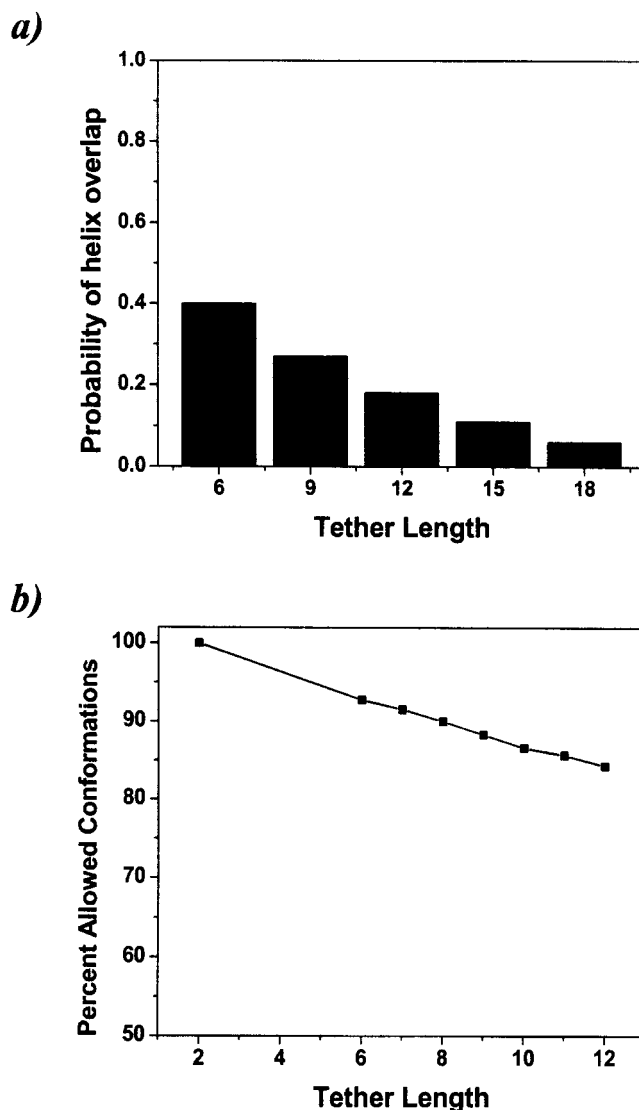 a)
Probability of helix overlap
1.0
0.8
0.6
0.4
0.2
0.0
6 9 12 15 18
Tether Length
b)
Percent Allowed Conformations
100
90
80
70
60
50
2 4 6 8 10 12
Tether Length